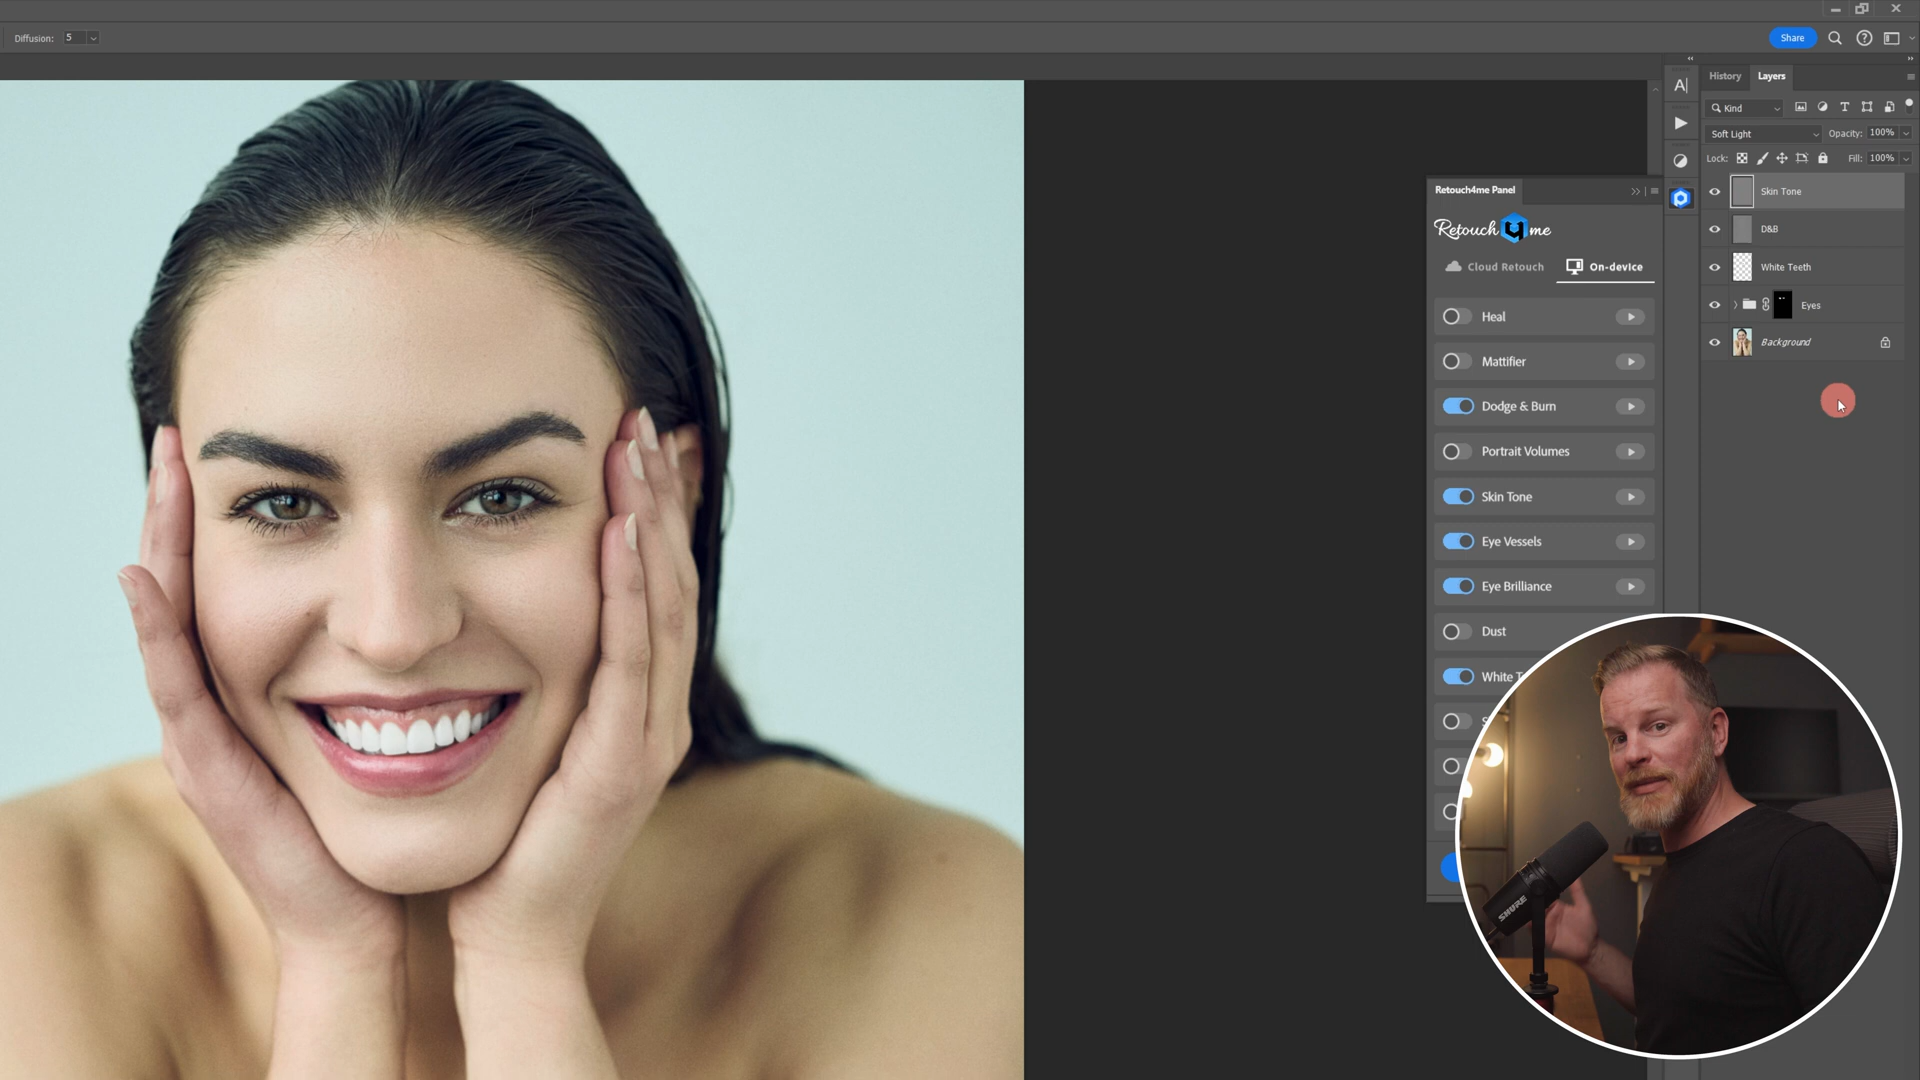 Diffusion: 5
Share
History Layers
A
Kind
Soft Light Opacity: 100%
Lock: Fill: 100%
Skin Tone
D&B
White Teeth
Eyes
Background
Retouch4me Panel
Retouch4me
Cloud Retouch On-device
Heal
Mattifier
Dodge & Burn
Portrait Volumes
Skin Tone
Eye Vessels
Eye Brilliance
Dust
White T
SHURE